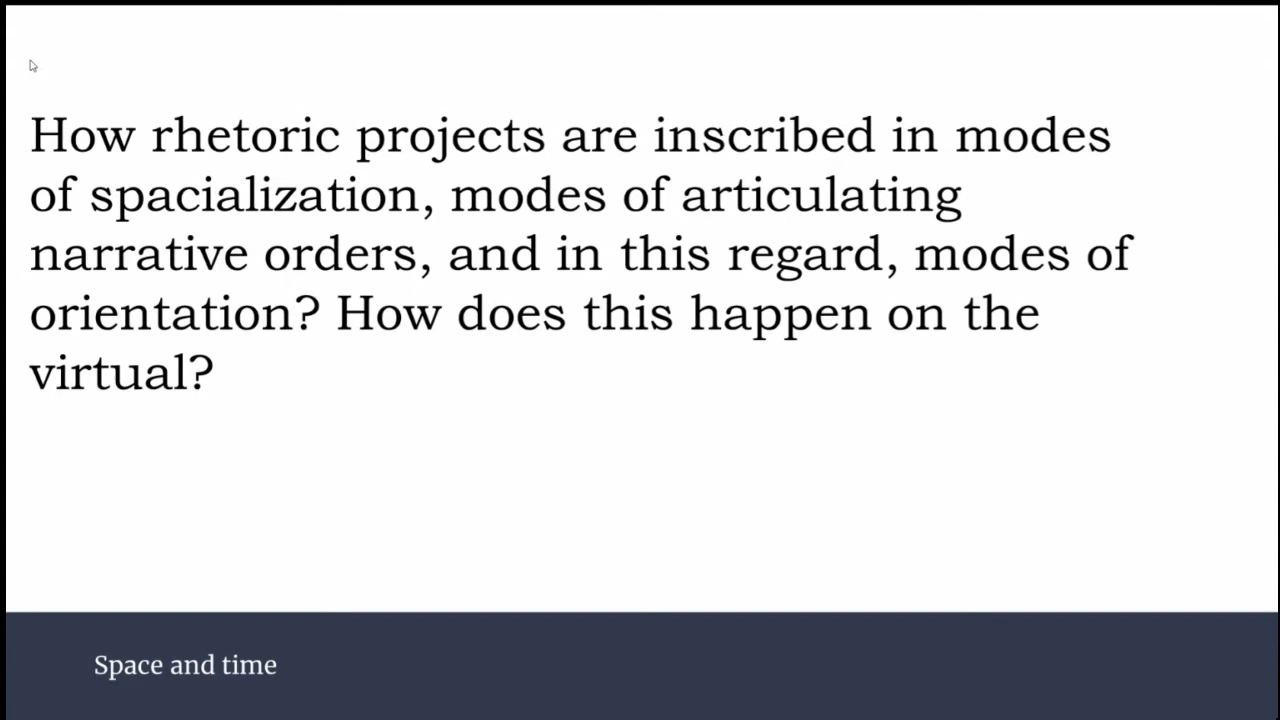 How rhetoric projects are inscribed in modes
of spacialization, modes of articulating
narrative orders, and in this regard, modes of
orientation? How does this happen on the
virtual?
Space and time